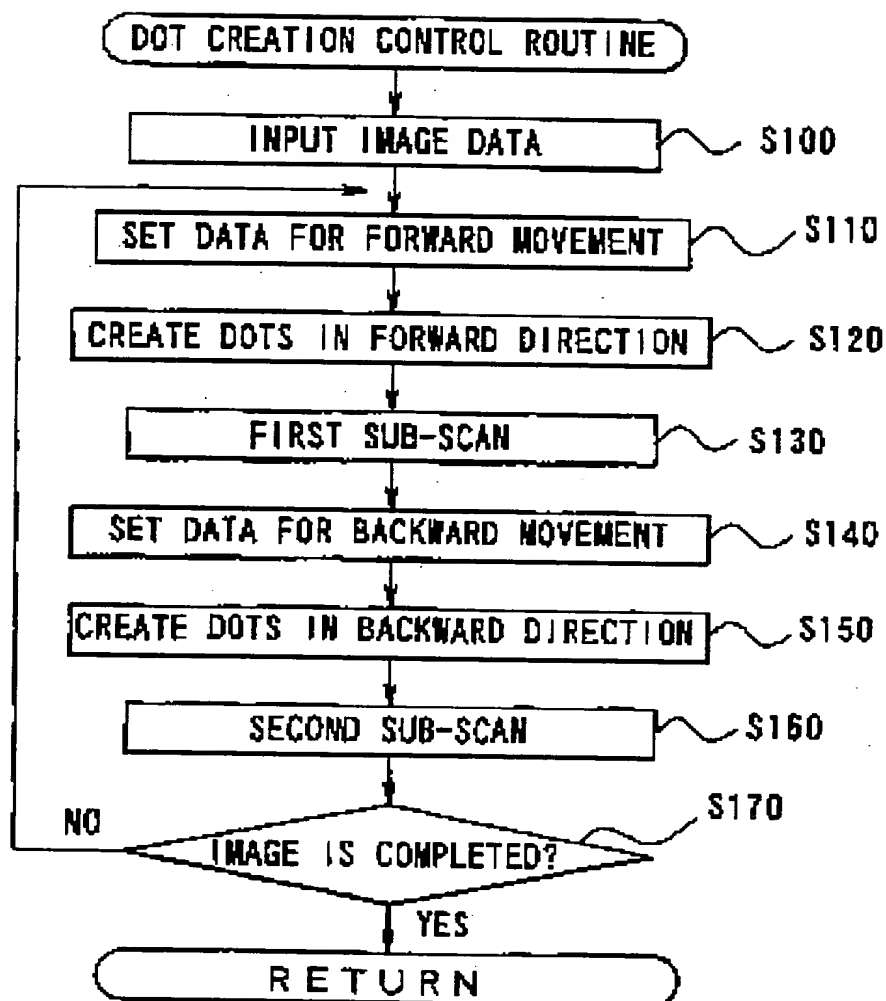 DOT CREATION CONTROL ROUTINE
INPUT IMAGE DATA S100
SET DATA FOR FORWARD MOVEMENT S110
CREATE DOTS IN FORWARD DIRECTION S120
FIRST SUB-SCAN S130
SET DATA FOR BACKWARD MOVEMENT S140
CREATE DOTS IN BACKWARD DIRECTION S150
SECOND SUB-SCAN S160
S170
NO
IMAGE IS COMPLETED?
YES
RETURN